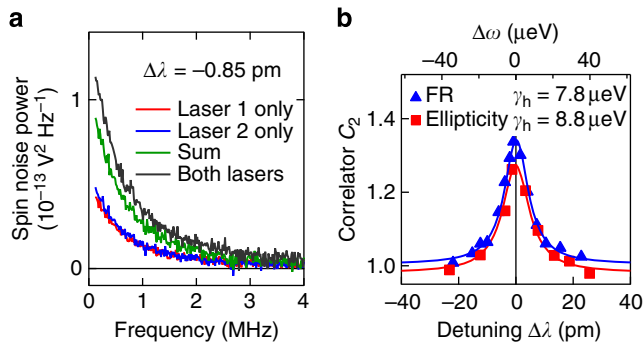 a
Δλ = –0.85 pm
Laser 1 only
Laser 2 only
Sum
Both lasers
Spin noise power
(10⁻¹³ V² Hz⁻¹)
1
0
0 1 2 3 4
Frequency (MHz)
b
Δω (μeV)
–50 0 50
FR γh = 7.8 μeV
Ellipticity γh = 8.8 μeV
Correlator C₂
1.4
1.2
1.0
–40 –20 0 20 40
Detuning Δλ (pm)